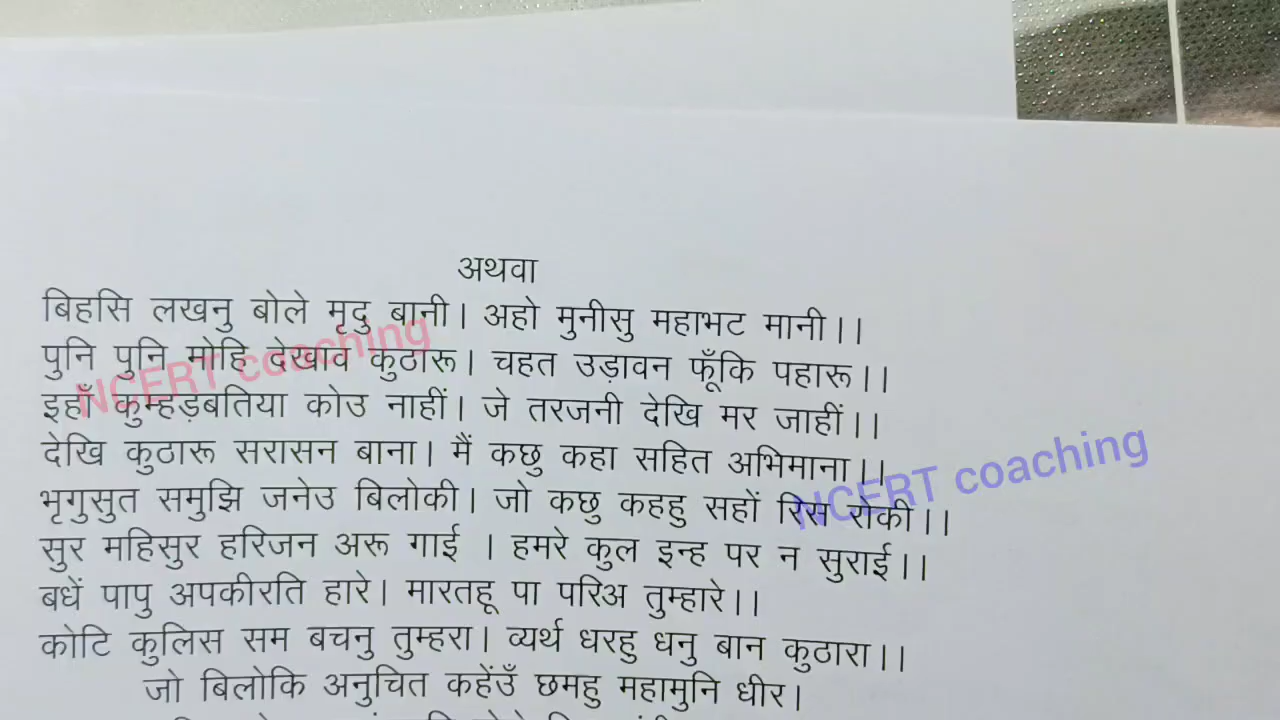 अथवा
बिहसि लखनु बोले मृदु बानी। अहो मुनीसु महाभट मानी।।
पुनि पुनि मोहि देखाव कुठारू। चहत उड़ावन फूँकि पहारू।।
इहाँ कुम्हड़बतिया कोउ नाहीं। जे तरजनी देखि मर जाहीं।।
देखि कुठारू सरासन बाना। मैं कछु कहा सहित अभिमाना।।
भृगुसुत समुझि जनेउ बिलोकी। जो कछु कहहु सहों रिस रोकी।।
सुर महिसुर हरिजन अरू गाई । हमरे कुल इन्ह पर न सुराई।।
बधें पापु अपकीरति हारे। मारतहू पा परिअ तुम्हारे।।
कोटि कुलिस सम बचनु तुम्हरा। व्यर्थ धरहु धनु बान कुठारा।।
जो बिलोकि अनुचित कहेंउँ छमहु महामुनि धीर।
NCERT coaching
NCERT coaching